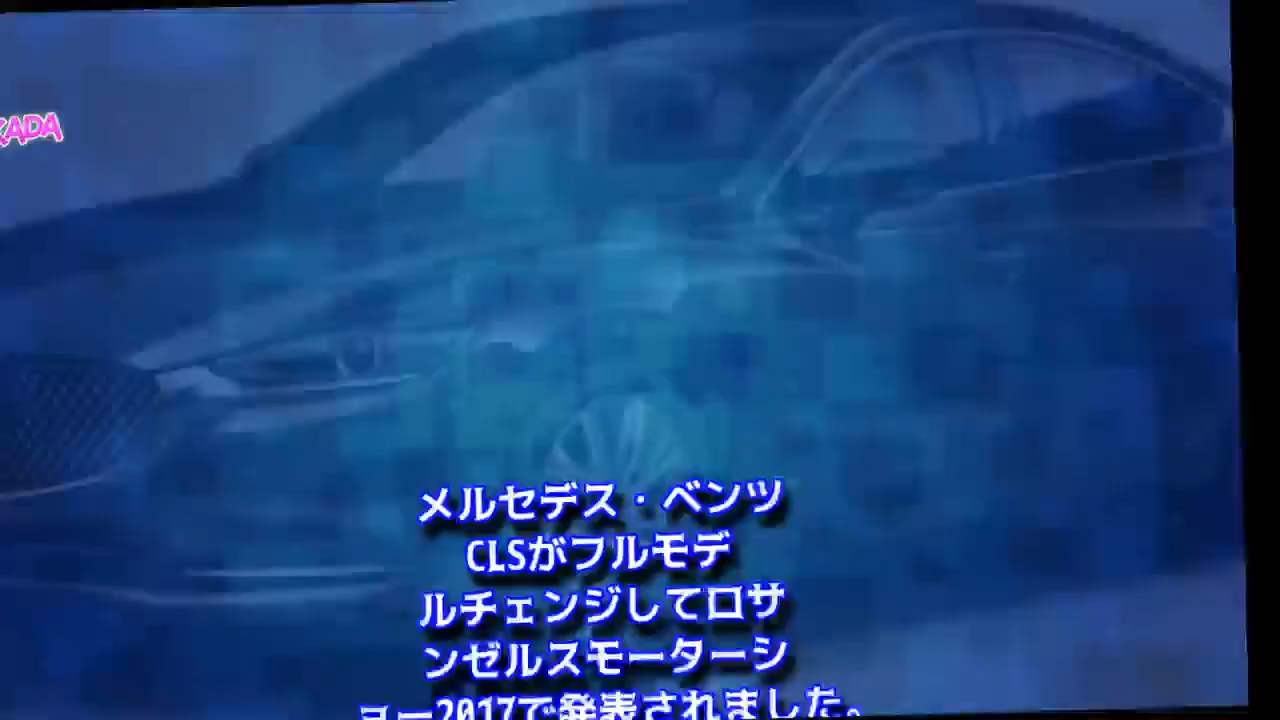 KADA
メルセデス・ベンツ
CLSがフルモデ
ルチェンジしてロサ
ンゼルスモーターシ
ョー2017で発表されました。